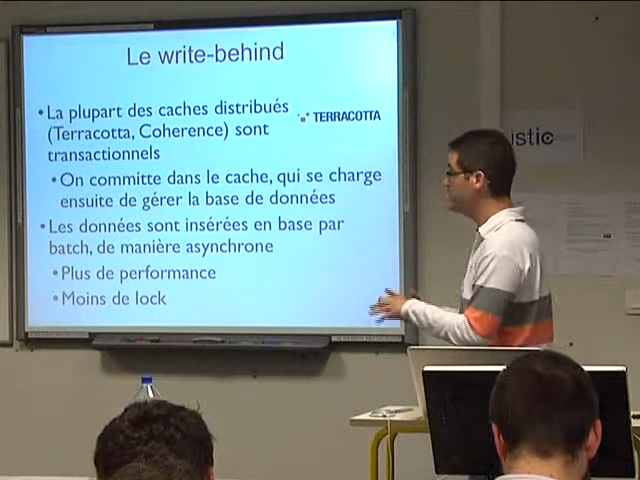 Le write-behind
•La plupart des caches distribués
(Terracotta, Coherence) sont
transactionnels
TERRACOTTA
•On committe dans le cache, qui se charge
ensuite de gérer la base de données
•Les données sont insérées en base par
batch, de manière asynchrone
•Plus de performance
•Moins de lock
istic